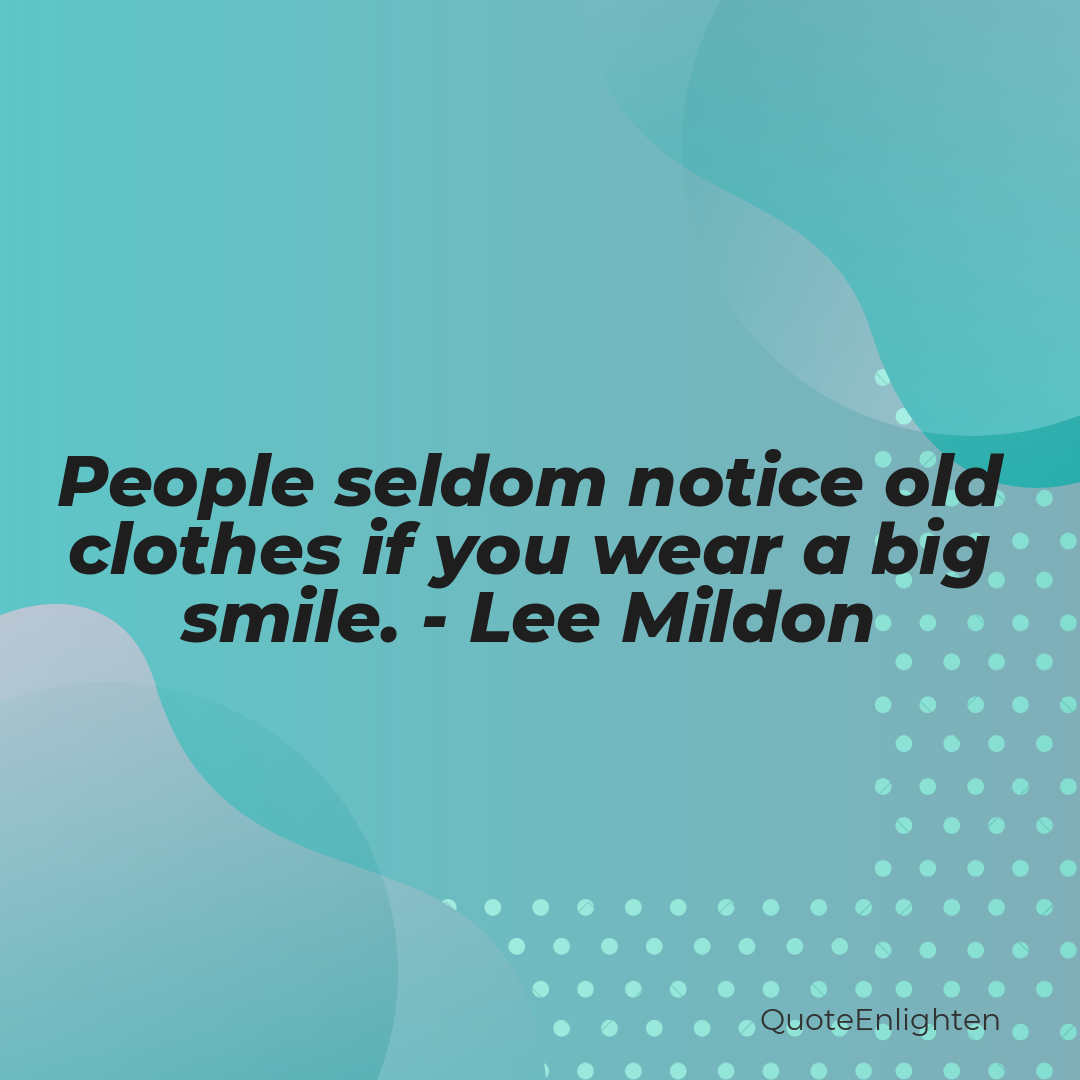 People seldom notice old
clothes if you wear a big
smile. - Lee Mildon
QuoteEnlighten